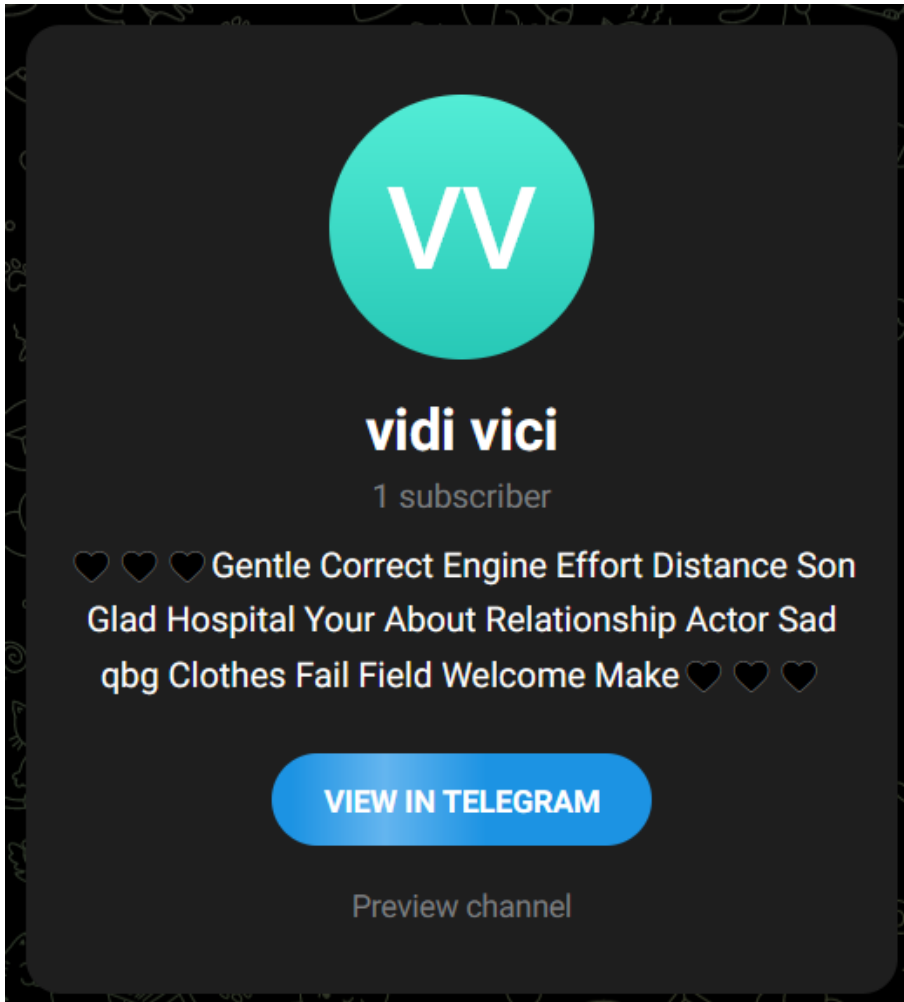 VV
vidi vici
1 subscriber
🖤 🖤 🖤Gentle Correct Engine Effort Distance Son
Glad Hospital Your About Relationship Actor Sad
qbg Clothes Fail Field Welcome Make🖤 🖤 🖤
VIEW IN TELEGRAM
Preview channel